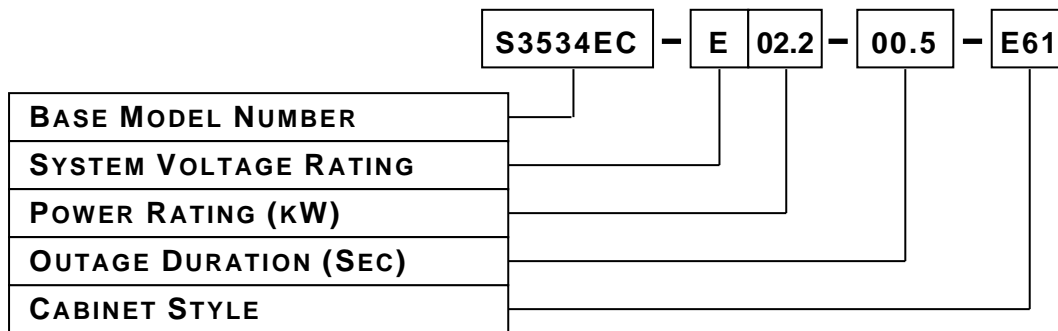 S3534EC – E 02.2 – 00.5 – E61
BASE MODEL NUMBER
SYSTEM VOLTAGE RATING
POWER RATING (KW)
OUTAGE DURATION (SEC)
CABINET STYLE